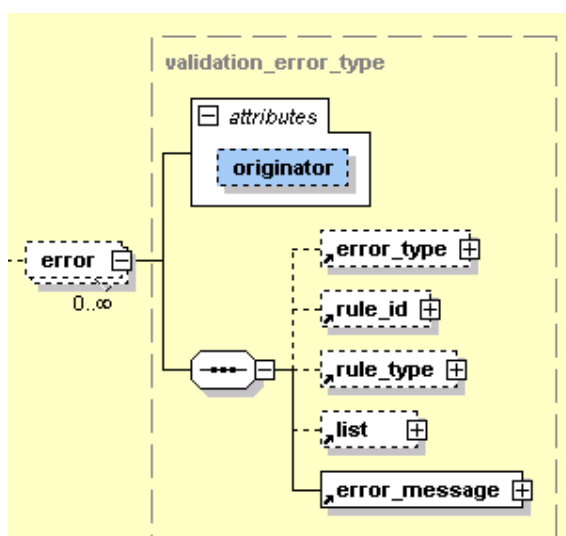 validation_error_type
attributes
originator
error
0..∞
error_type
rule_id
rule_type
list
error_message